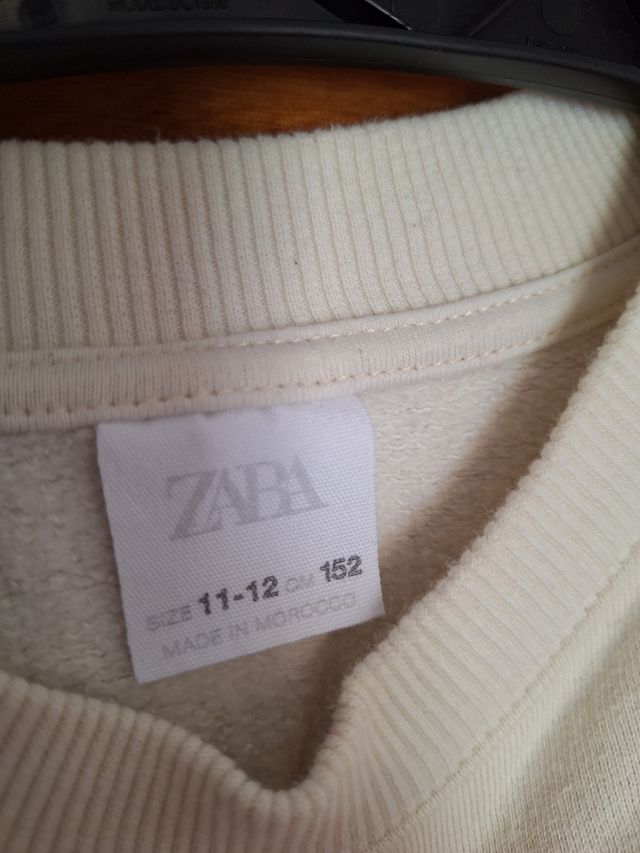 ZARA
SIZE 11-12 CM 152
MADE IN MOROCCO